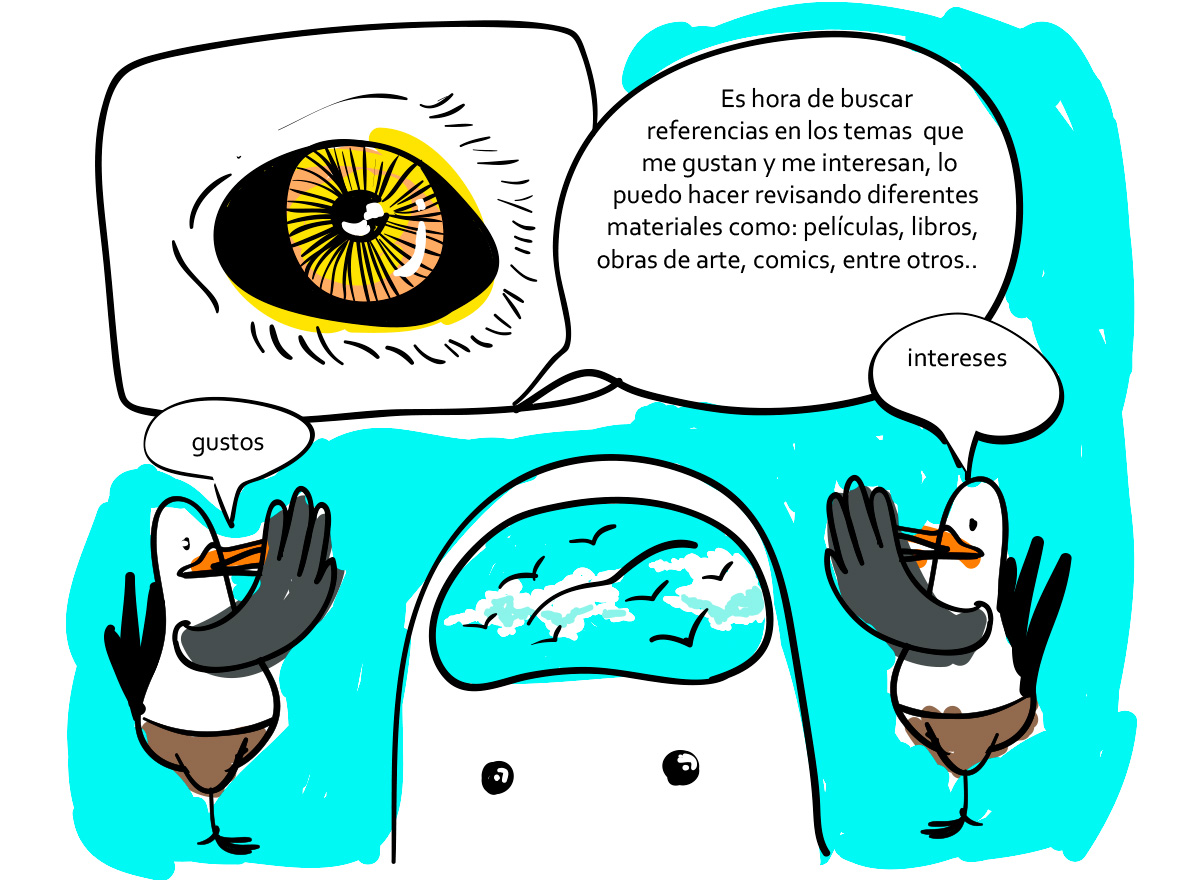 Es hora de buscar
referencias en los temas que
me gustan y me interesan, lo
puedo hacer revisando diferentes
materiales como: películas, libros,
obras de arte, comics, entre otros..
intereses
gustos